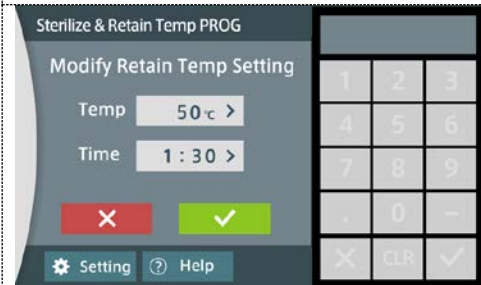 Sterilize & Retain Temp PROG
Modify Retain Temp Setting
Temp 50℃ >
Time 1:30 >
Setting ? Help
1 2 3
4 5 6
7 8 9
. 0 -
X CLR ✓